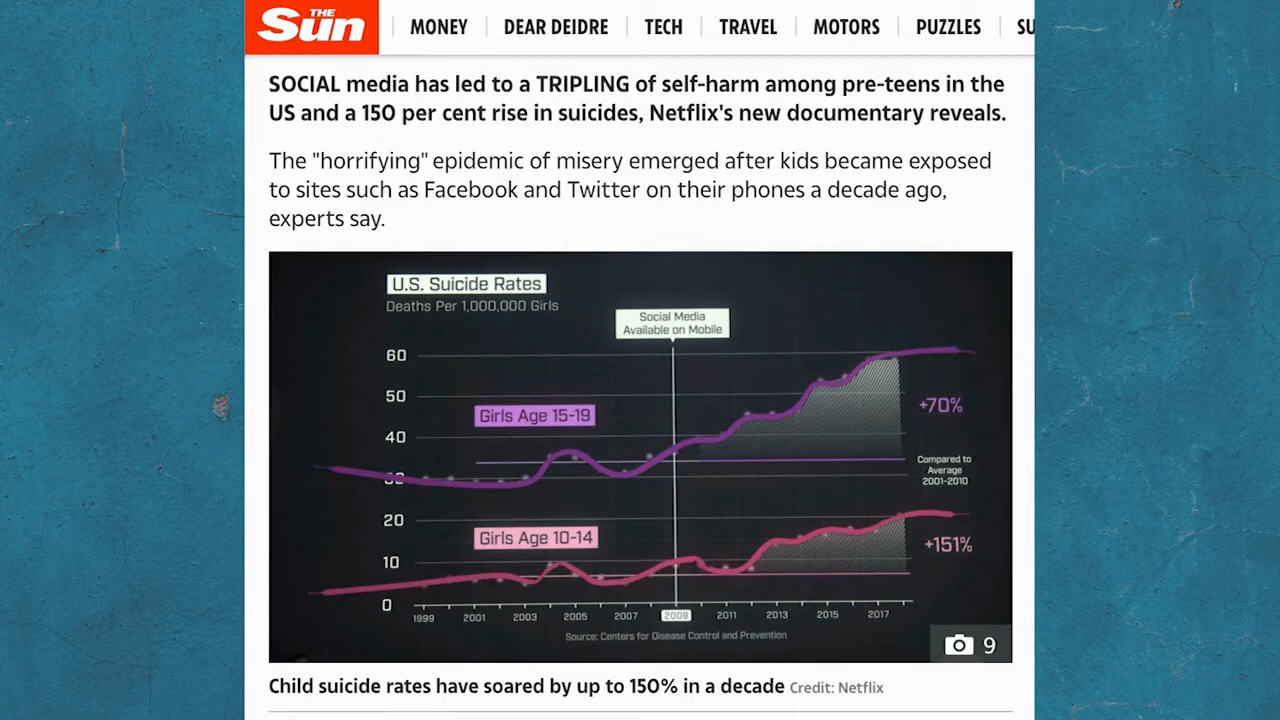 THE
Sun
MONEY
DEAR DEIDRE
TECH
TRAVEL
MOTORS
PUZZLES
SU
SOCIAL media has led to a TRIPLING of self-harm among pre-teens in the
US and a 150 per cent rise in suicides, Netflix's new documentary reveals.
The "horrifying" epidemic of misery emerged after kids became exposed
to sites such as Facebook and Twitter on their phones a decade ago,
experts say.
U.S. Suicide Rates
Deaths Per 1,000,000 Girls
Social Media
Available on Mobile
60
50
Girls Age 15-19
+70%
40
Compared to
Average
2001-2010
30
20
Girls Age 10-14
+151%
10
0
1999 2001 2003 2005 2007 2009 2011 2013 2015 2017
Source: Centers for Disease Control and Prevention
9
Child suicide rates have soared by up to 150% in a decade Credit: Netflix